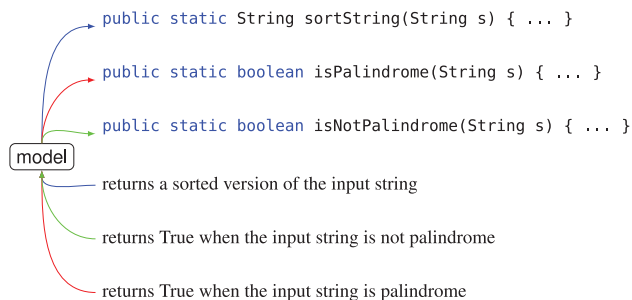 public static String sortString(String s) { ... }
public static boolean isPalindrome(String s) { ... }
public static boolean isNotPalindrome(String s) { ... }
model
returns a sorted version of the input string
returns True when the input string is not palindrome
returns True when the input string is palindrome